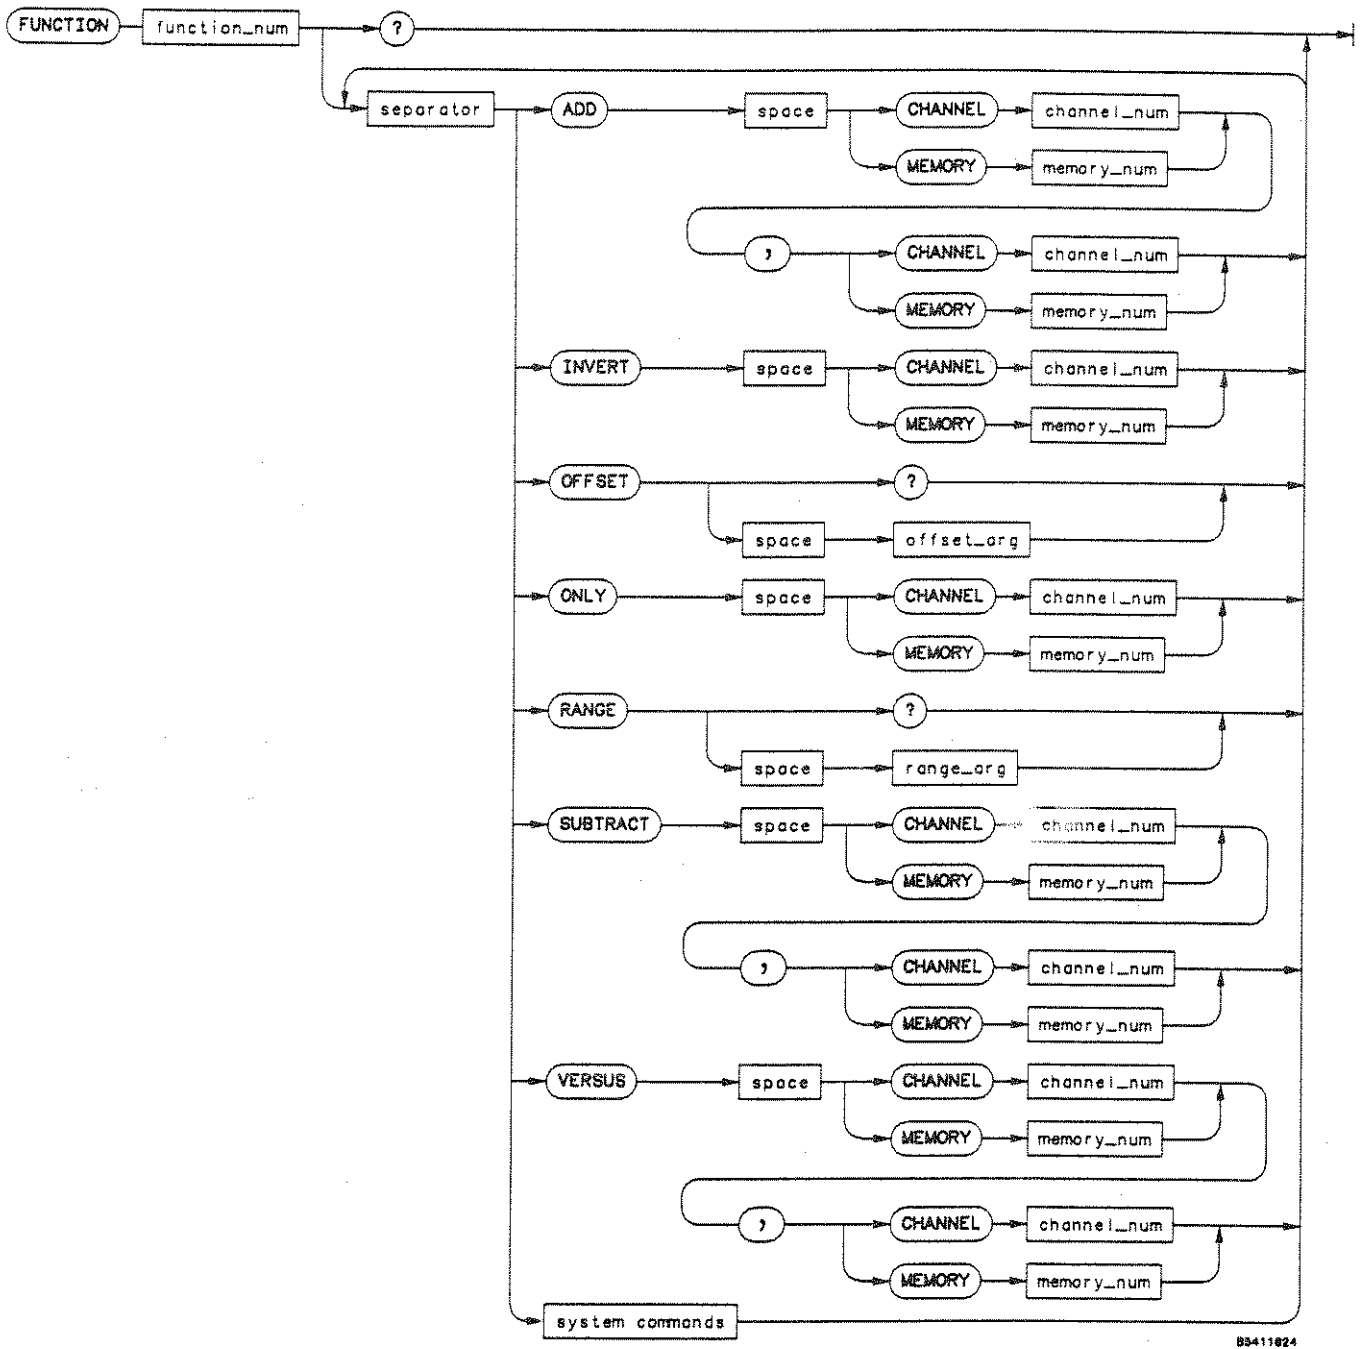 FUNCTION function_num ?
separator ADD space CHANNEL channel_num
MEMORY memory_num
, CHANNEL channel_num
MEMORY memory_num
INVERT space CHANNEL channel_num
MEMORY memory_num
OFFSET ?
space offset_arg
ONLY space CHANNEL channel_num
MEMORY memory_num
RANGE ?
space range_arg
SUBTRACT space CHANNEL channel_num
MEMORY memory_num
, CHANNEL channel_num
MEMORY memory_num
VERSUS space CHANNEL channel_num
MEMORY memory_num
, CHANNEL channel_num
MEMORY memory_num
system commands